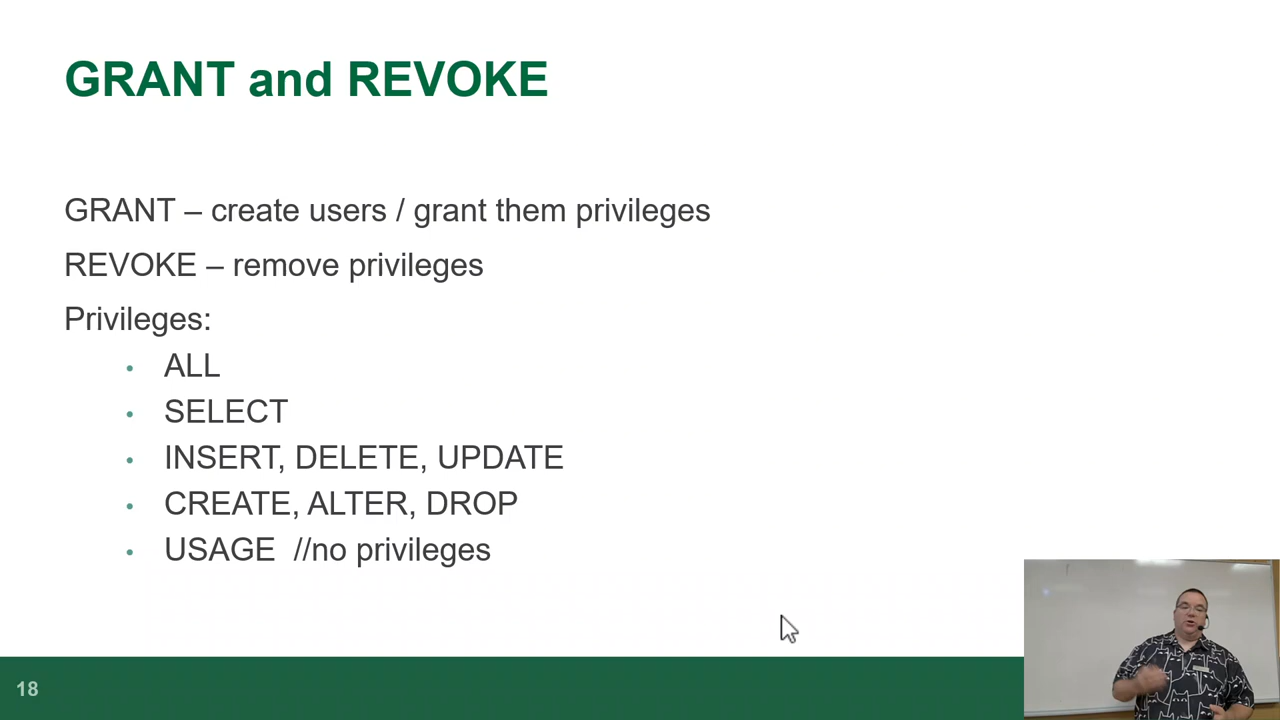 GRANT and REVOKE
GRANT – create users / grant them privileges
REVOKE – remove privileges
Privileges:
• ALL
• SELECT
• INSERT, DELETE, UPDATE
• CREATE, ALTER, DROP
• USAGE //no privileges
18